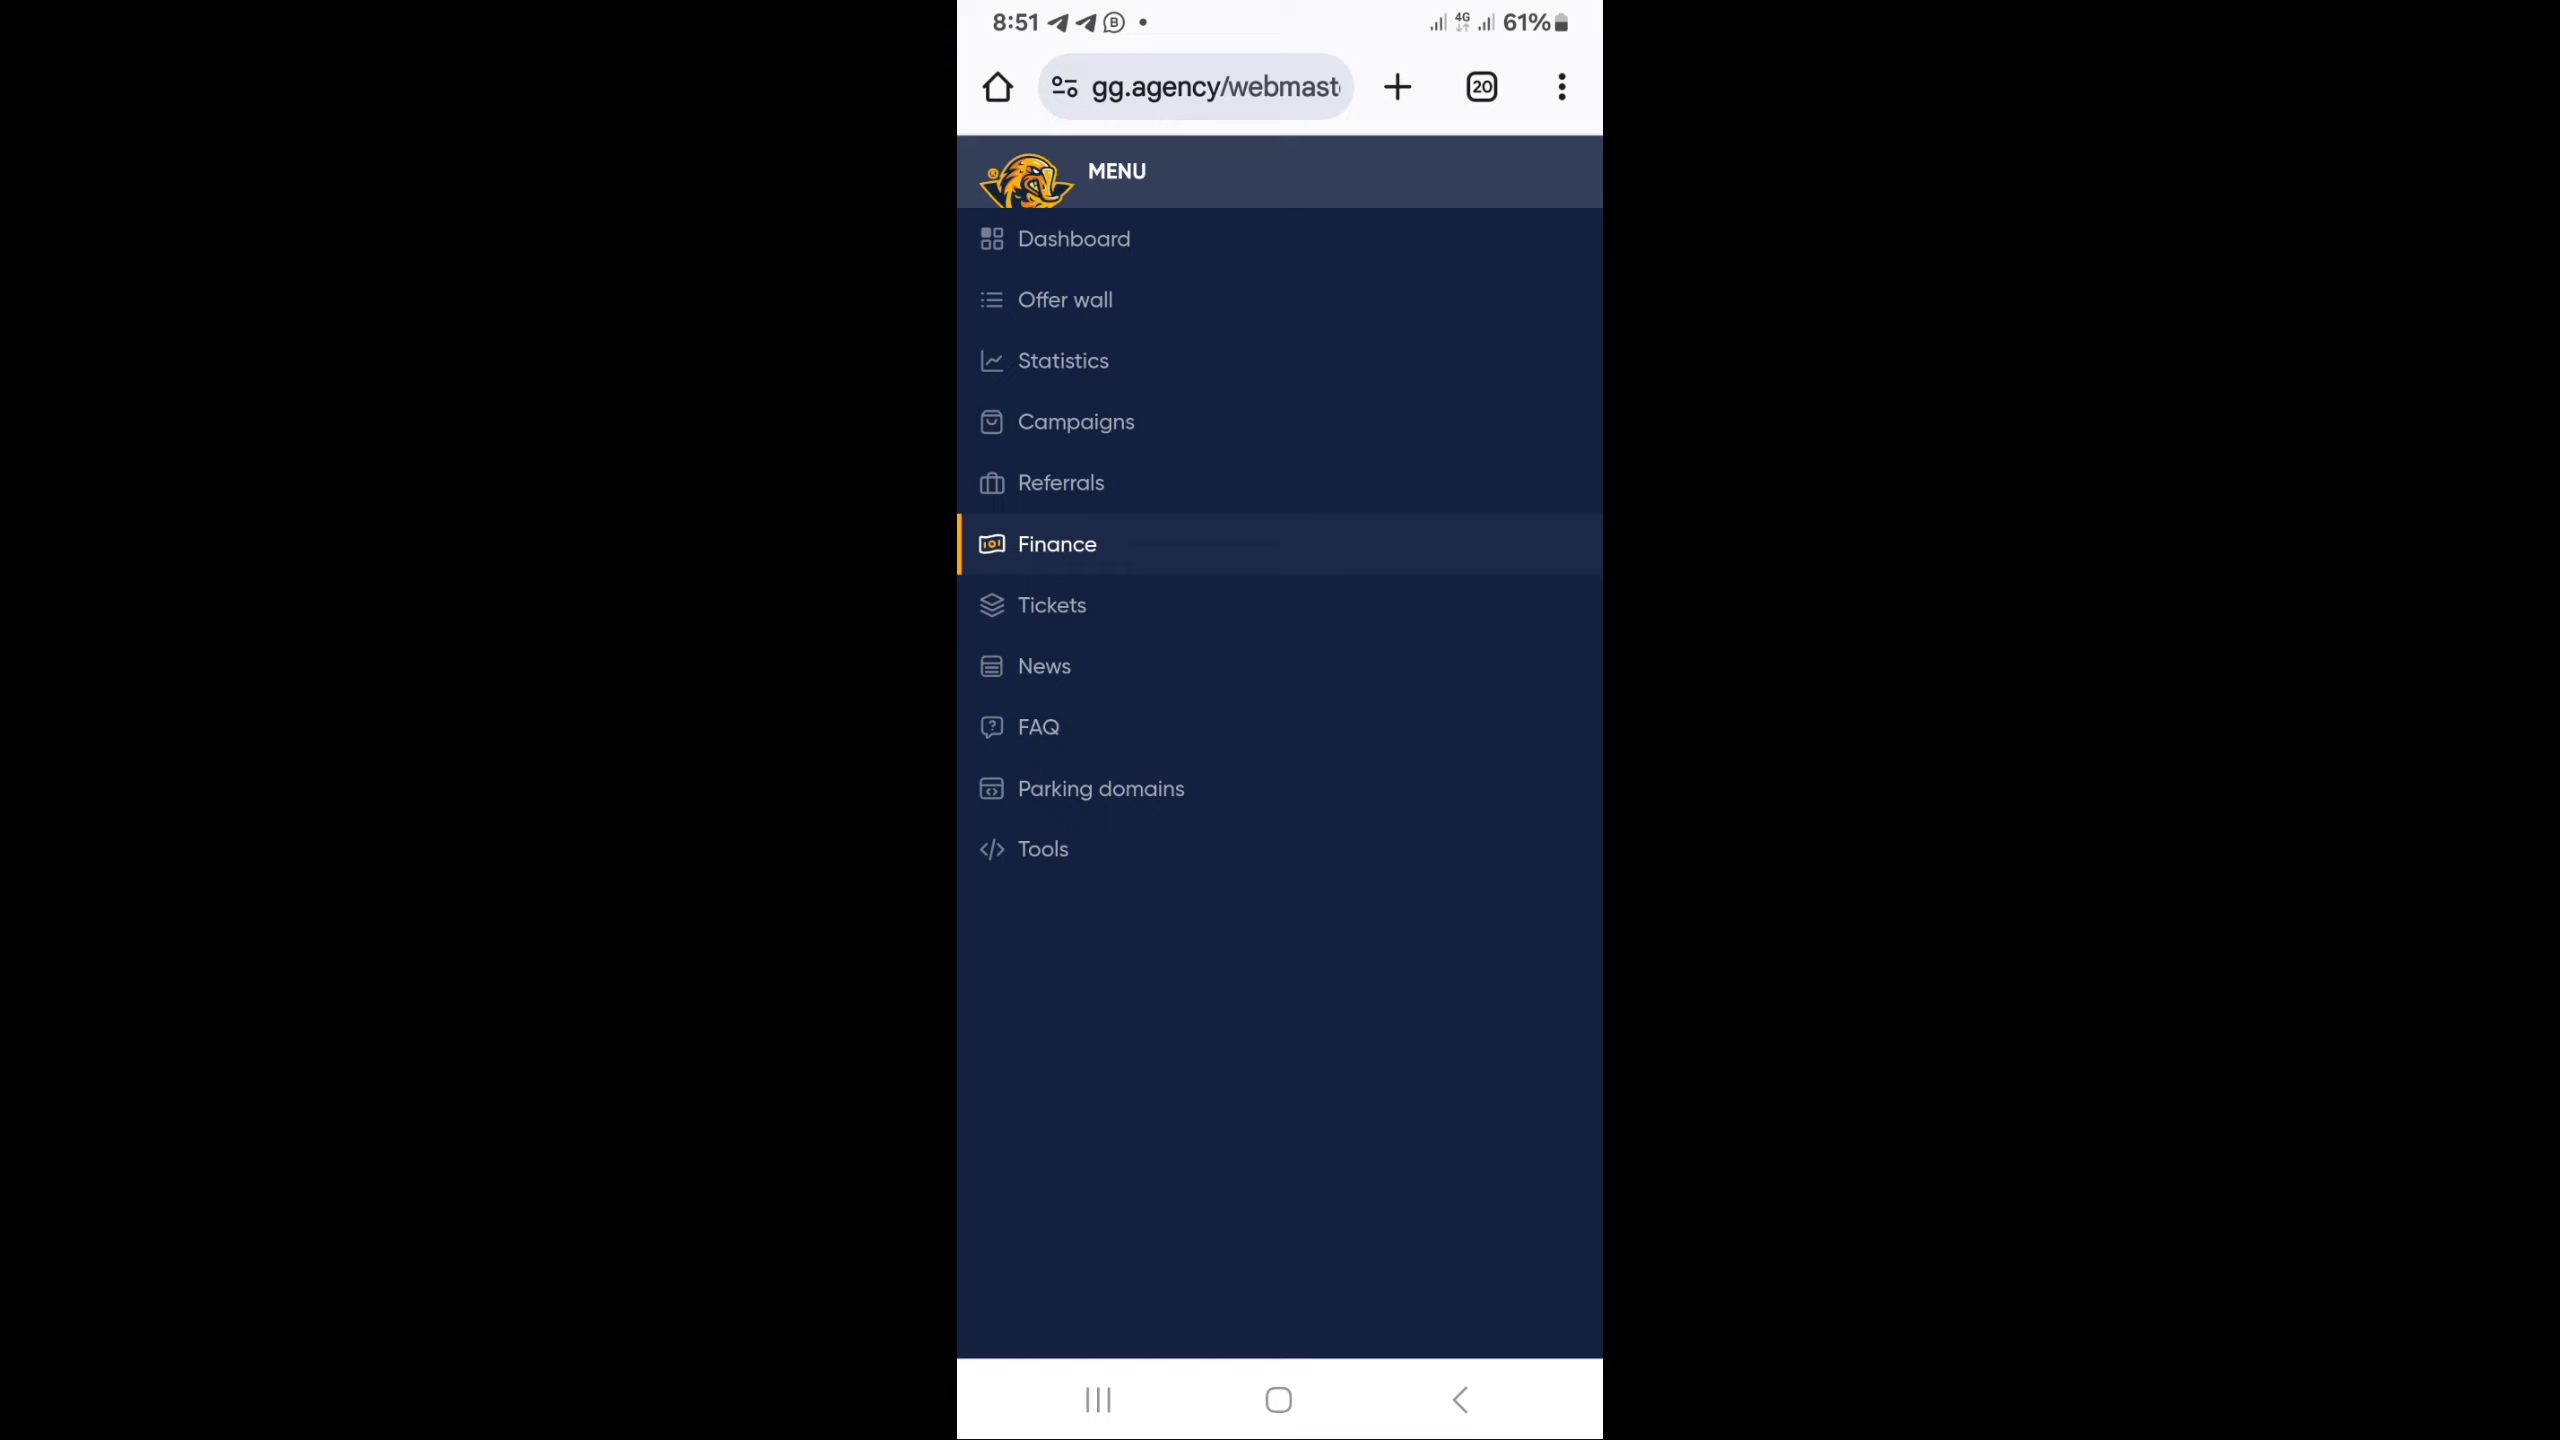 8:51
4G
61%
gg.agency/webmast
20
MENU
Dashboard
Offer wall
Statistics
Campaigns
Referrals
Finance
Tickets
News
FAQ
Parking domains
Tools